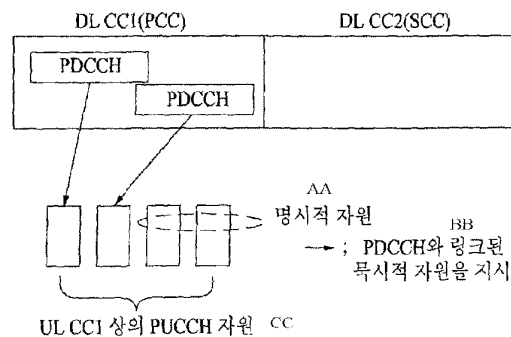 DL CC1(PCC)
DL CC2(SCC)
PDCCH
PDCCH
AA
명시적 자원
BB
; PDCCH와 링크된
묵시적 자원을 지시
UL CC1 상의 PUCCH 자원 CC